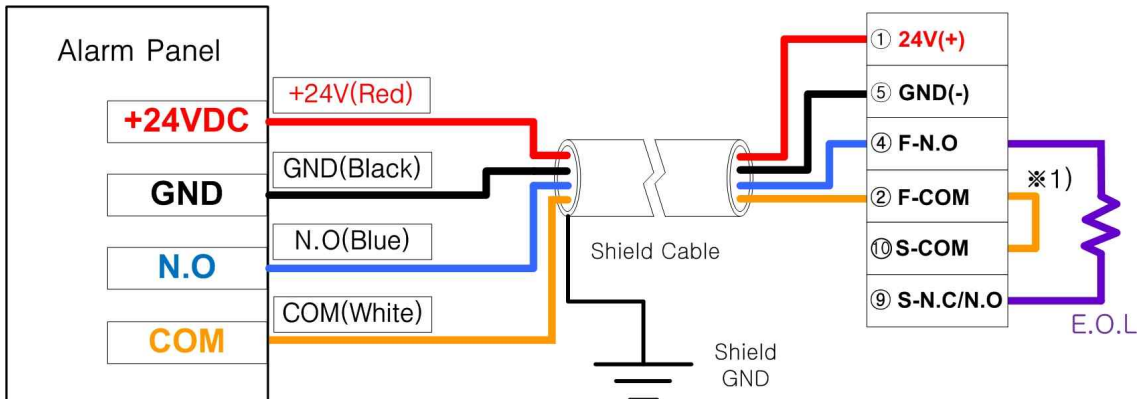 Alarm Panel
+24VDC
GND
N.O
COM
+24V(Red)
GND(Black)
N.O(Blue)
COM(White)
Shield Cable
Shield
GND
① 24V(+)
⑤ GND(-)
④ F-N.O
② F-COM
⑩ S-COM
⑨ S-N.C/N.O
※1)
E.O.L